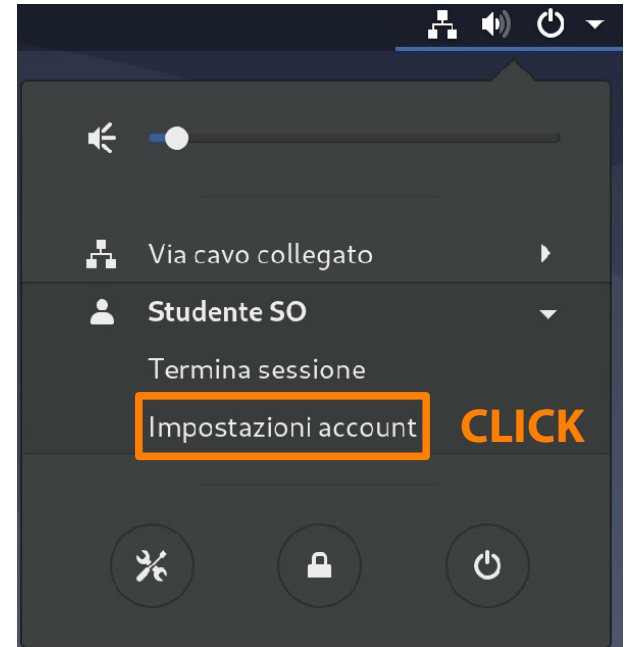 Via cavo collegato
Studente SO
Termina sessione
Impostazioni account CLICK